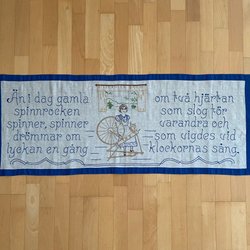 Än i dag gamla
spinnrocken
spinner, spinner
drömmar om
lyckan en gång
om två hjärtan
som slog för
varandra och
som vigdes vid
klockornas sång.